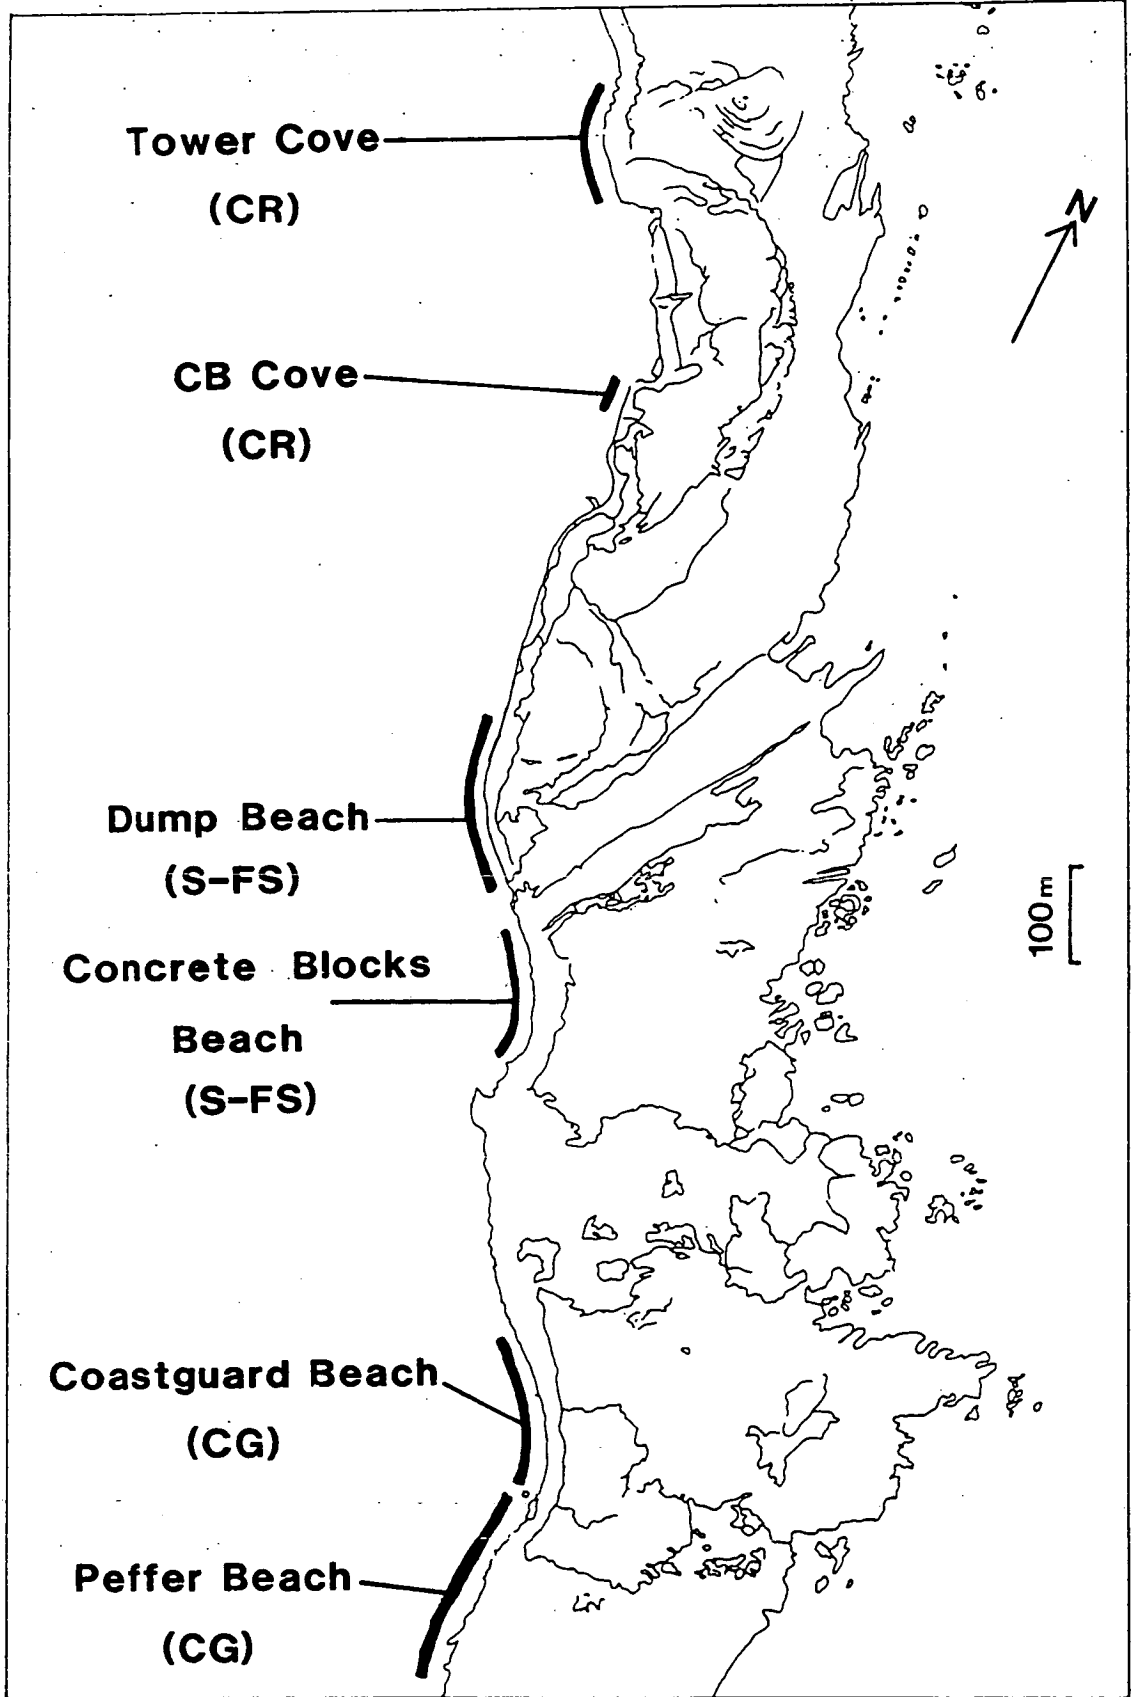 Tower Cove
(CR)
N
CB Cove
(CR)
Dump Beach
(S-FS)
100m
Concrete Blocks
Beach
(S-FS)
Coastguard Beach
(CG)
Peffer Beach
(CG)